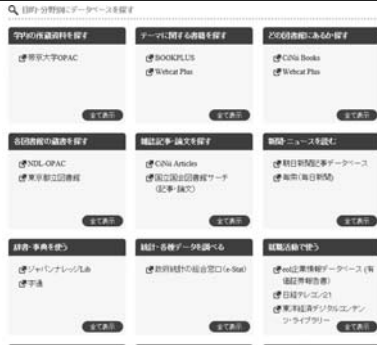 目的・分野別にデータベースを探す
学内の所蔵資料を探す
帝京大学OPAC
全て表示
テーマに関する書籍を探す
BOOKPLUS
Webcat Plus
全て表示
どの図書館にあるか探す
CiNii Books
Webcat Plus
全て表示
各図書館の蔵書を探す
NDL-OPAC
東京都立図書館
全て表示
雑誌記事・論文を探す
CiNii Articles
国立国会図書館サーチ
(記事・論文)
全て表示
新聞・ニュースを読む
朝日新聞記事データベース
毎索(毎日新聞)
全て表示
辞書・事典を使う
ジャパンナレッジLib
字通
全て表示
統計・各種データを調べる
政府統計の総合窓口(e-Stat)
全て表示
就職活動で使う
eol企業情報データベース(有
価証券報告書)
日経テレコン21
東洋経済デジタルコンテン
ツ・ライブラリー
全て表示